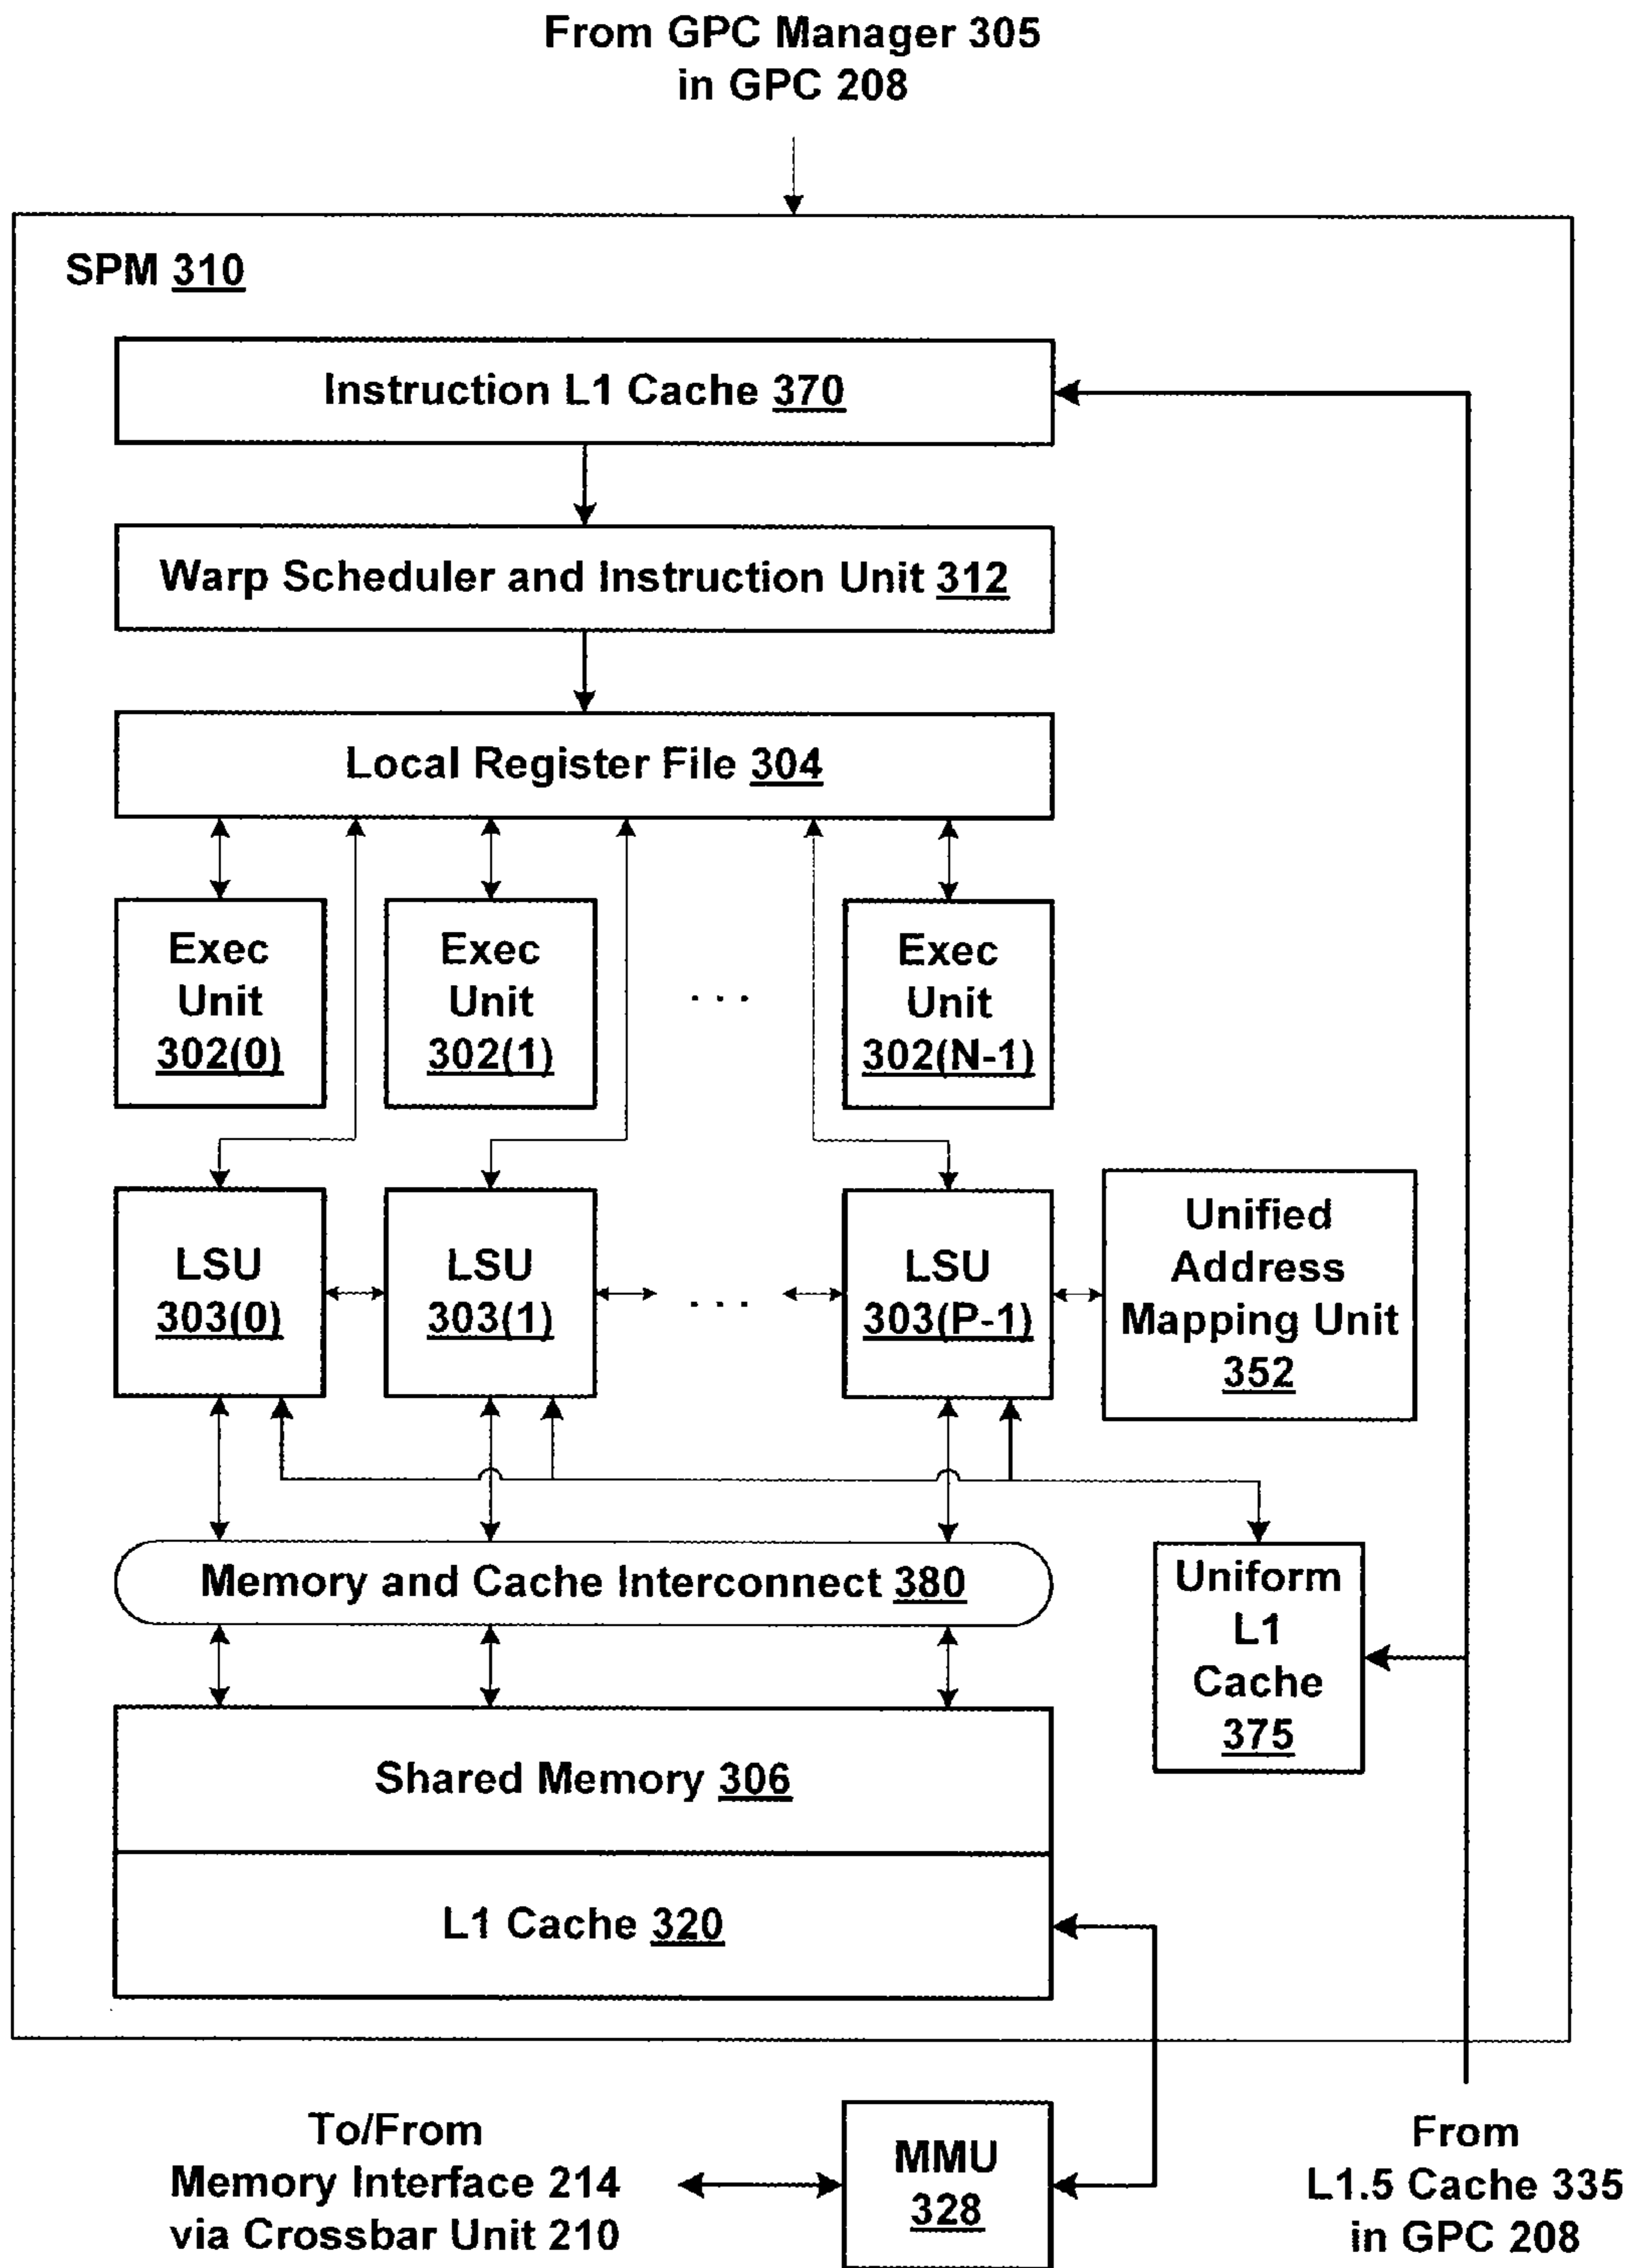 From GPC Manager 305
in GPC 208
SPM 310
Instruction L1 Cache 370
Warp Scheduler and Instruction Unit 312
Local Register File 304
Exec
Unit
302(0)
Exec
Unit
302(1)
. . .
Exec
Unit
302(N-1)
LSU
303(0)
LSU
303(1)
. . .
LSU
303(P-1)
Unified
Address
Mapping Unit
352
Memory and Cache Interconnect 380
Uniform
L1
Cache
375
Shared Memory 306
L1 Cache 320
To/From
Memory Interface 214
via Crossbar Unit 210
MMU
328
From
L1.5 Cache 335
in GPC 208